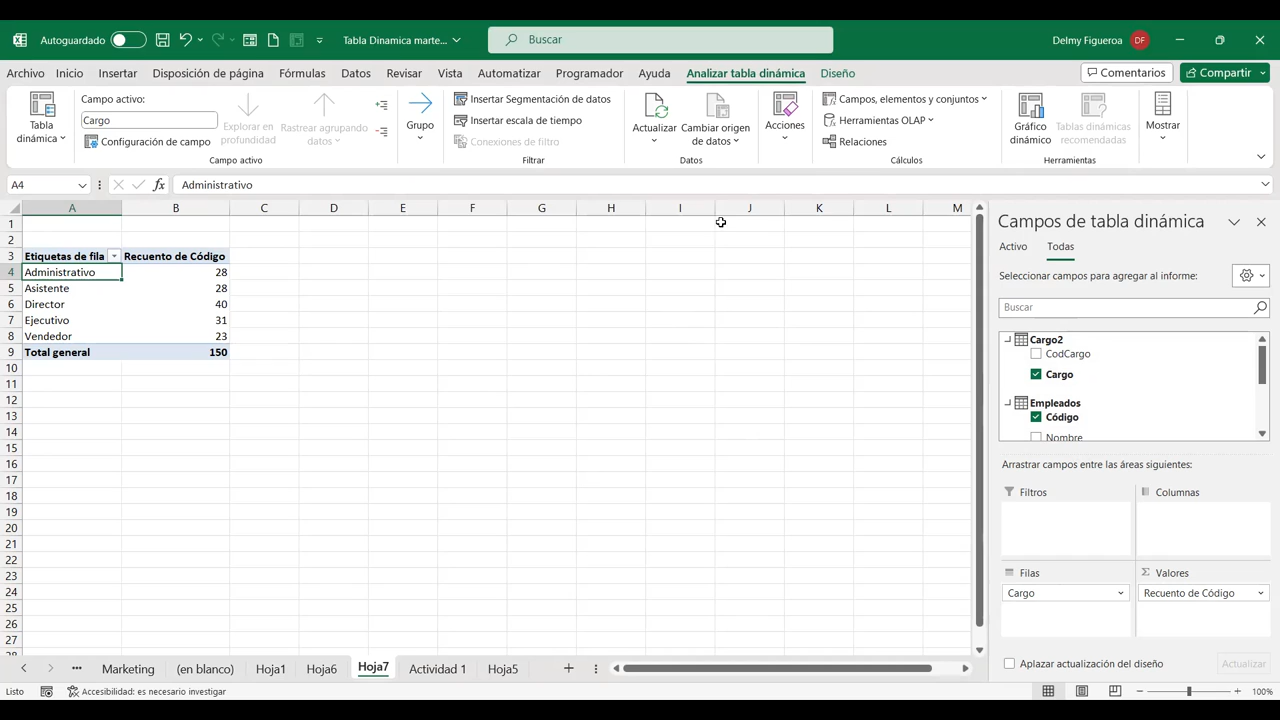 Autoguardado
Tabla Dinamica marte...
Buscar
Delmy Figueroa
DF
Archivo Inicio Insertar Disposición de página Fórmulas Datos Revisar Vista Automatizar Programador Ayuda Analizar tabla dinámica Diseño
Comentarios
Compartir
Tabla dinámica
Campo activo:
Cargo
Configuración de campo
Explorar en profundidad
Rastrear agrupando datos
Campo activo
Grupo
Insertar Segmentación de datos
Insertar escala de tiempo
Conexiones de filtro
Filtrar
Actualizar
Cambiar origen de datos
Datos
Acciones
Campos, elementos y conjuntos
Herramientas OLAP
Relaciones
Cálculos
Gráfico dinámico
Tablas dinámicas recomendadas
Herramientas
Mostrar
A4
fx
Administrativo
A B C D E F G H I J K L M
1
2
3 Etiquetas de fila Recuento de Código
4 Administrativo 28
5 Asistente 28
6 Director 40
7 Ejecutivo 31
8 Vendedor 23
9 Total general 150
10
11
12
13
14
15
16
17
18
19
20
21
22
23
24
25
26
27
Campos de tabla dinámica
Activo Todas
Seleccionar campos para agregar al informe:
Buscar
Cargo2
CodCargo
Cargo
Empleados
Código
Nombre
Arrastrar campos entre las áreas siguientes:
Filtros
Columnas
Filas
Cargo
Valores
Recuento de Código
Aplazar actualización del diseño
Actualizar
... Marketing (en blanco) Hoja1 Hoja6 Hoja7 Actividad 1 Hoja5
Listo
Accesibilidad: es necesario investigar
100%